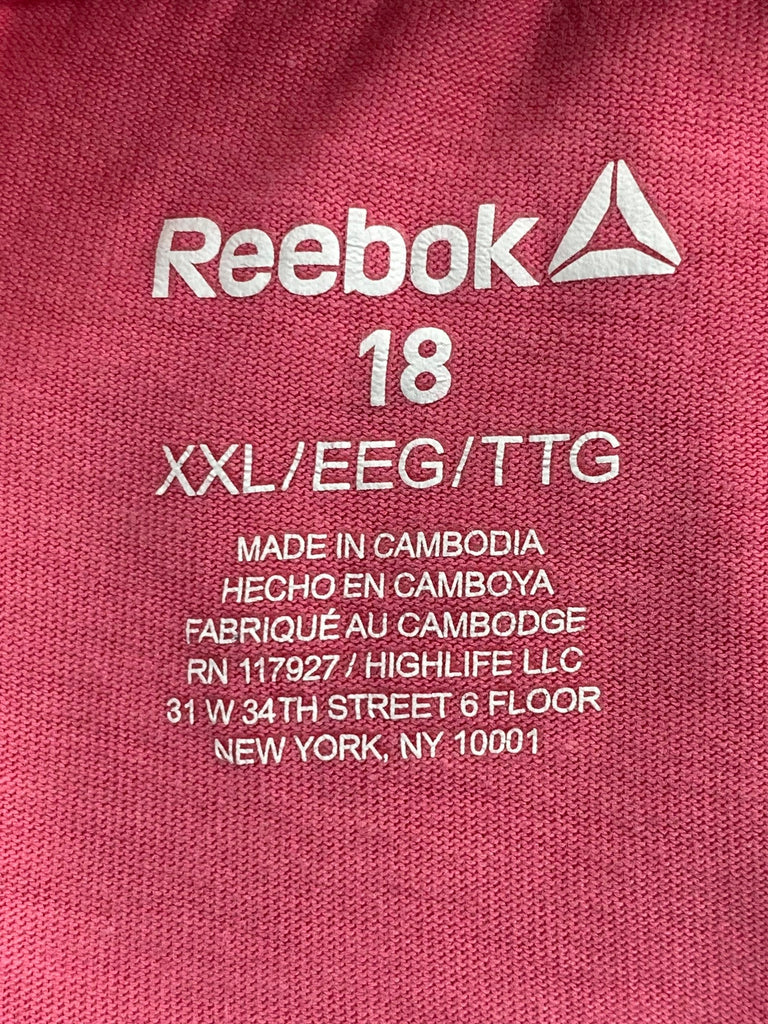 Reebok
18
XXL/EEG/TTG
MADE IN CAMBODIA
HECHO EN CAMBOYA
FABRIQUÉ AU CAMBODGE
RN 117927 / HIGHLIFE LLC
31 W 34TH STREET 6 FLOOR
NEW YORK, NY 10001